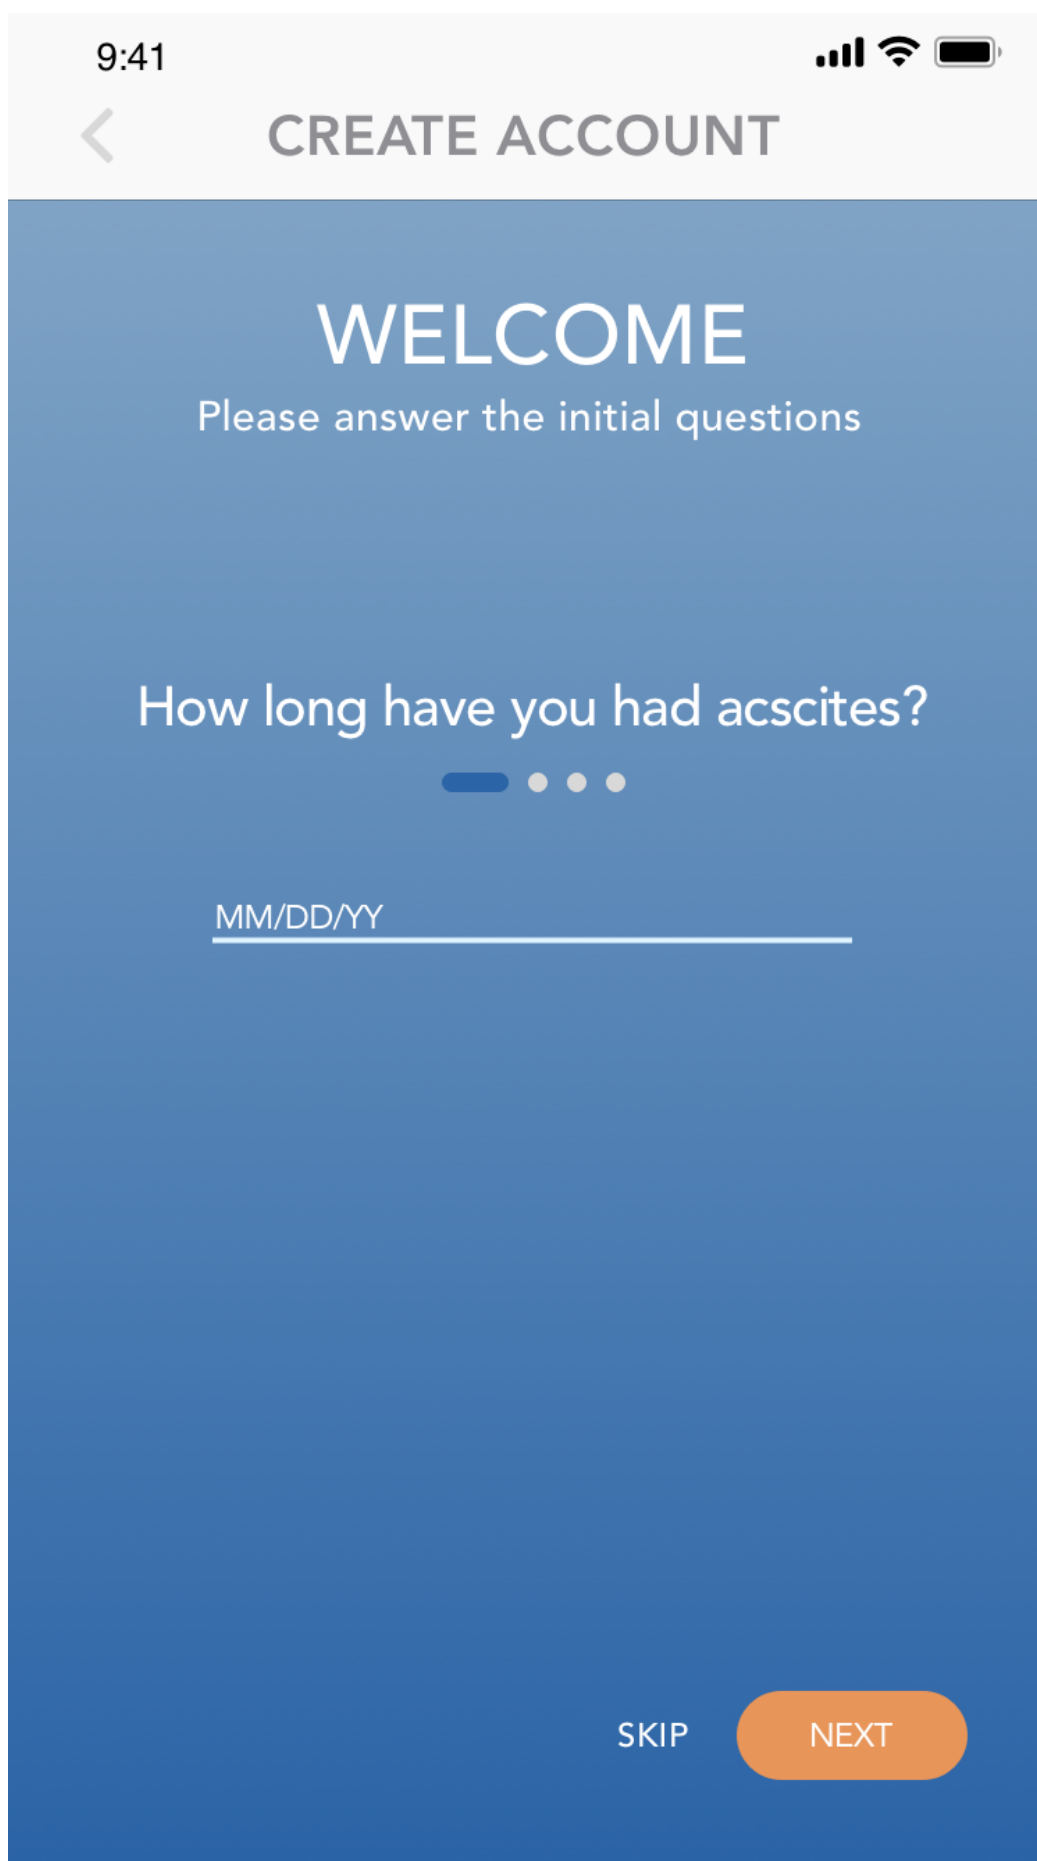 9:41
CREATE ACCOUNT
WELCOME
Please answer the initial questions
How long have you had acscites?
MM/DD/YY
SKIP NEXT